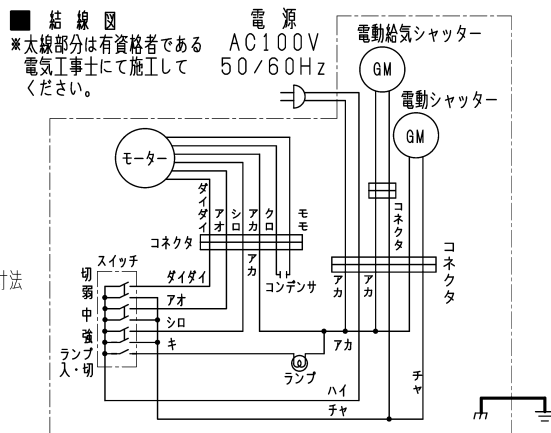 ■ 結線図
※太線部分は有資格者である
電気工事士にて施工して
ください。
電源
AC100V
50/60Hz
電動給気シャッター
GM
電動シャッター
GM
モーター
ダイダイ
アオ
シロ
アカ
クロ
モモ
コネクタ
コネクタ
コネクタ
アカ
コンデンサ
アカ
アカ
寸法
スイッチ
切
弱
中
強
ランプ
入・切
ダイダイ
アオ
シロ
キ
アカ
ランプ
ハイ
チャ
チャ